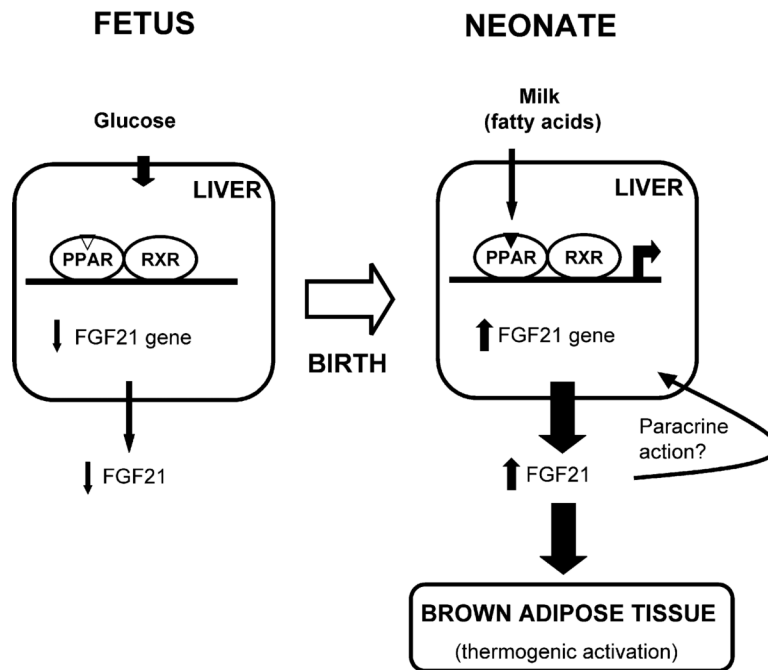 FETUS
Glucose
LIVER
PPAR
RXR
FGF21 gene
FGF21
BIRTH
NEONATE
Milk
(fatty acids)
LIVER
PPAR
RXR
FGF21 gene
Paracrine
action?
FGF21
BROWN ADIPOSE TISSUE
(thermogenic activation)